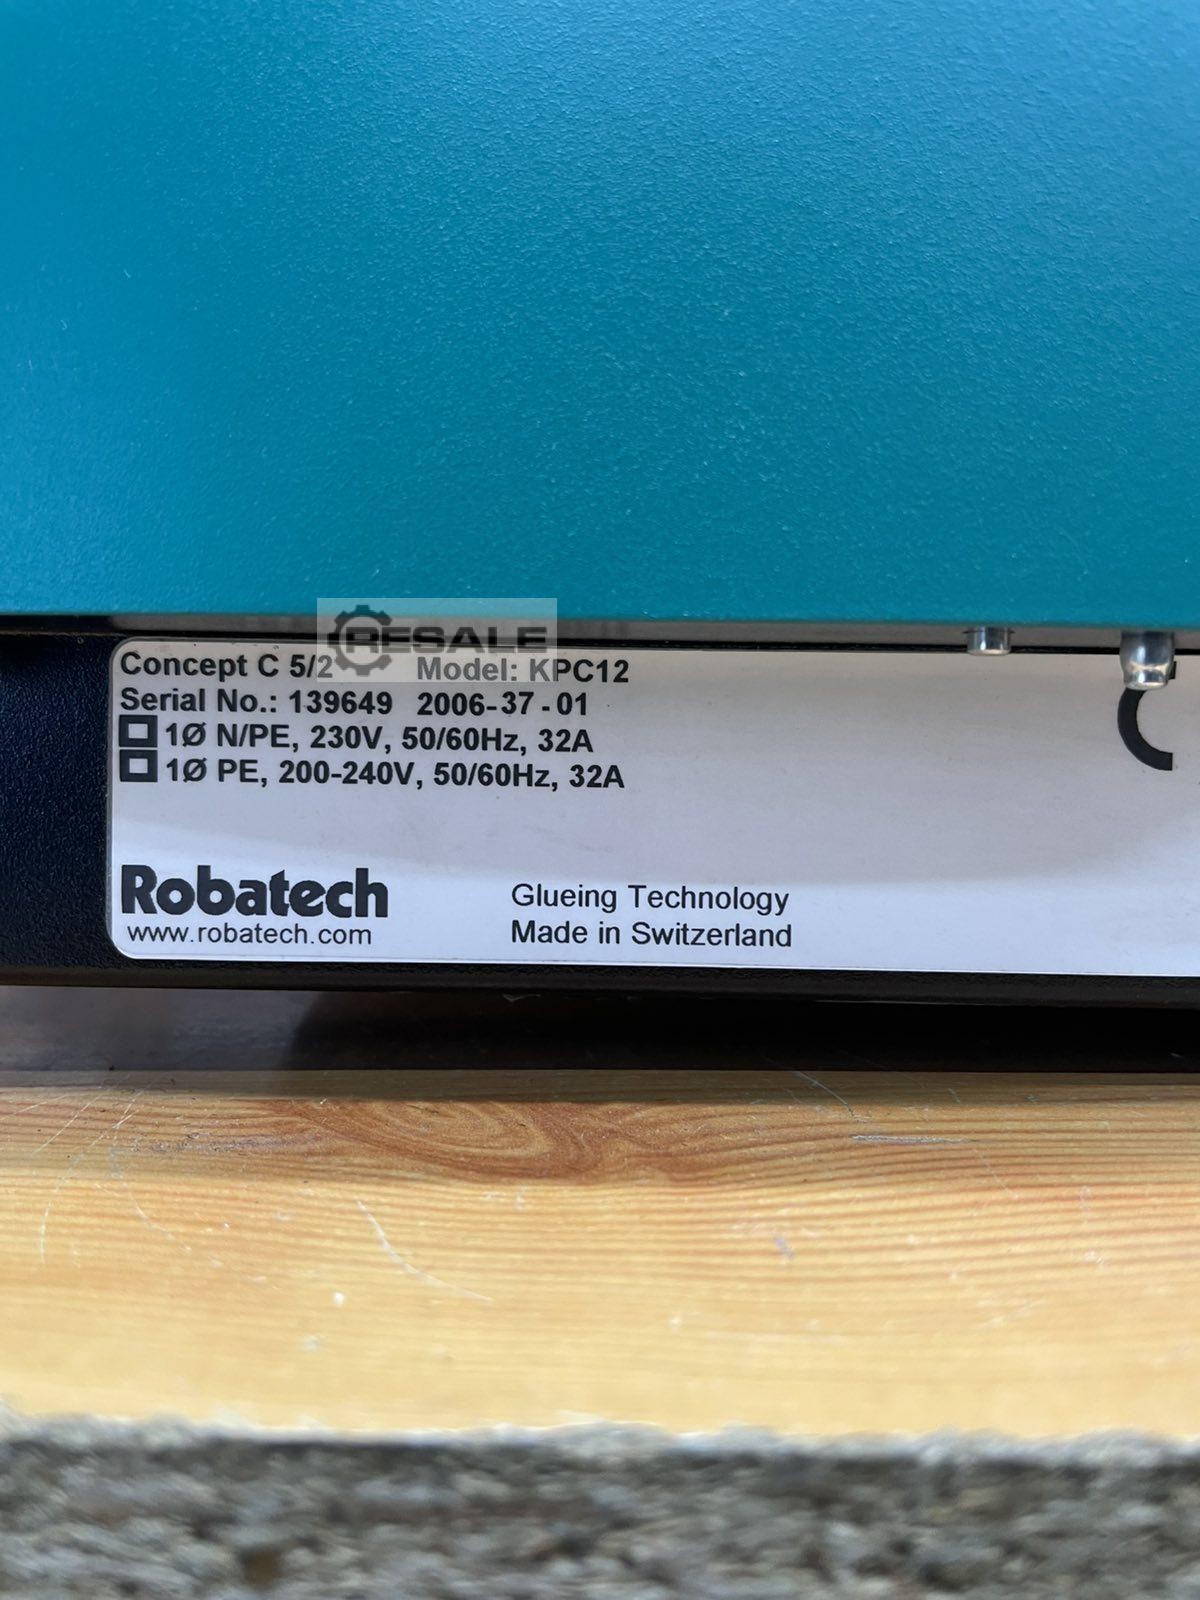 RESALE
Concept C 5/2 Model: KPC12
Serial No.: 139649 2006-37-01
1Ø N/PE, 230V, 50/60Hz, 32A
1Ø PE, 200-240V, 50/60Hz, 32A
Robatech
www.robatech.com
Glueing Technology
Made in Switzerland